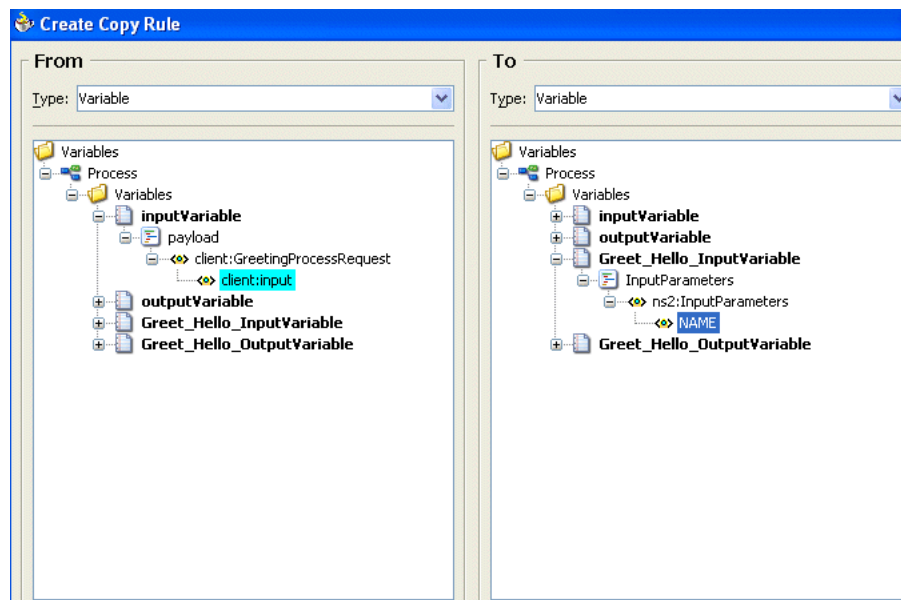 Create Copy Rule
From
Type: Variable
Variables
Process
Variables
inputVariable
payload
client:GreetingProcessRequest
client:input
outputVariable
Greet_Hello_InputVariable
Greet_Hello_OutputVariable
To
Type: Variable
Variables
Process
Variables
inputVariable
outputVariable
Greet_Hello_InputVariable
InputParameters
ns2:InputParameters
NAME
Greet_Hello_OutputVariable